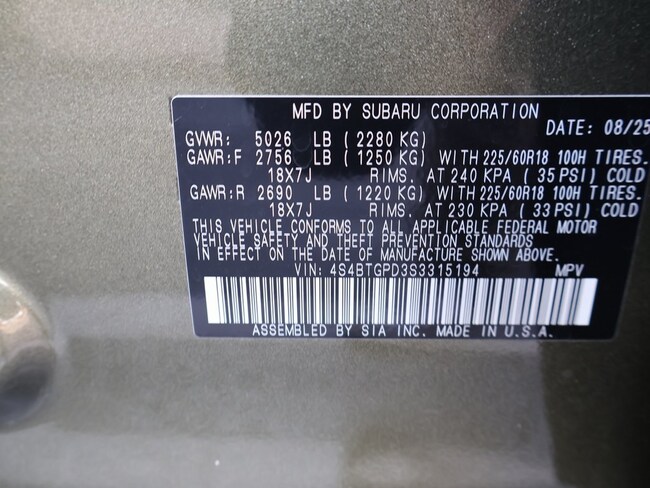 MFD BY SUBARU CORPORATION
DATE: 08/25
GVWR: 5026 LB (2280 KG)
GAWR:F 2756 LB (1250 KG) WITH 225/60R18 100H TIRES.
18X7J RIMS. AT 240 KPA (35 PSI) COLD
GAWR:R 2690 LB (1220 KG) WITH 225/60R18 100H TIRES.
18X7J RIMS. AT 230 KPA (33 PSI) COLD
THIS VEHICLE CONFORMS TO ALL APPLICABLE FEDERAL MOTOR
VEHICLE SAFETY AND THEFT PREVENTION STANDARDS
IN EFFECT ON THE DATE OF MANUFACTURE SHOWN ABOVE.
VIN: 4S4BTGPD3S3315194 MPV
ASSEMBLED BY SIA INC. MADE IN U.S.A.